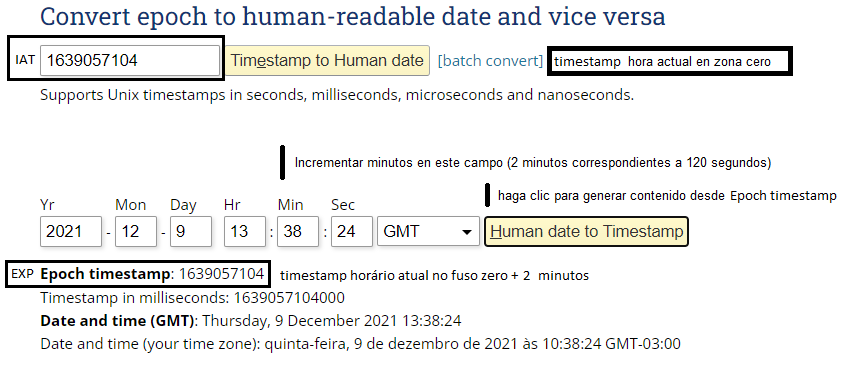 Convert epoch to human-readable date and vice versa
IAT 1639057104 Timestamp to Human date [batch convert] timestamp hora actual en zona cero
Supports Unix timestamps in seconds, milliseconds, microseconds and nanoseconds.
Incrementar minutos en este campo (2 minutos correspondientes a 120 segundos)
haga clic para generar contenido desde Epoch timestamp
Yr Mon Day Hr Min Sec
2021 - 12 - 9 13 : 38 : 24 GMT Human date to Timestamp
EXP Epoch timestamp: 1639057104 timestamp horário atual no fuso zero + 2 minutos
Timestamp in milliseconds: 1639057104000
Date and time (GMT): Thursday, 9 December 2021 13:38:24
Date and time (your time zone): quinta-feira, 9 de dezembro de 2021 às 10:38:24 GMT-03:00